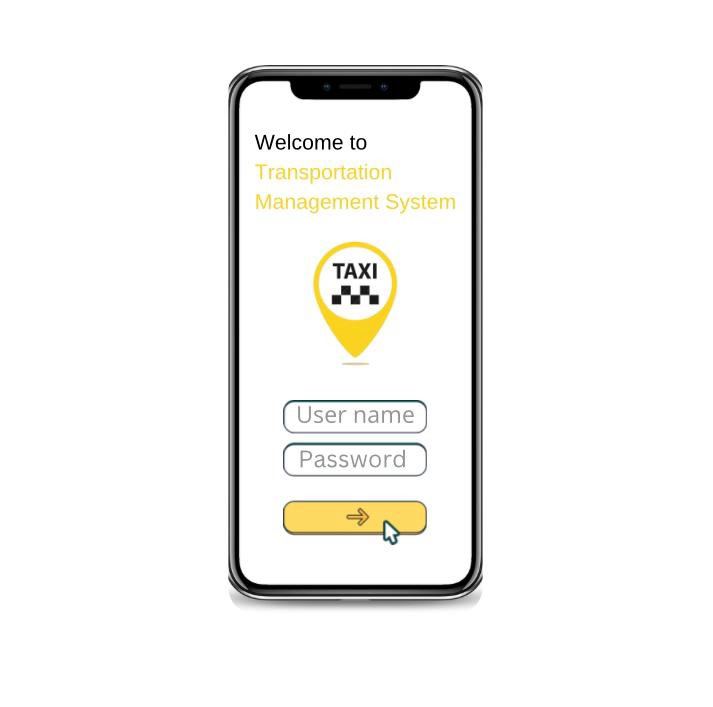 Welcome to
Transportation
Management System
TAXI
User name
Password